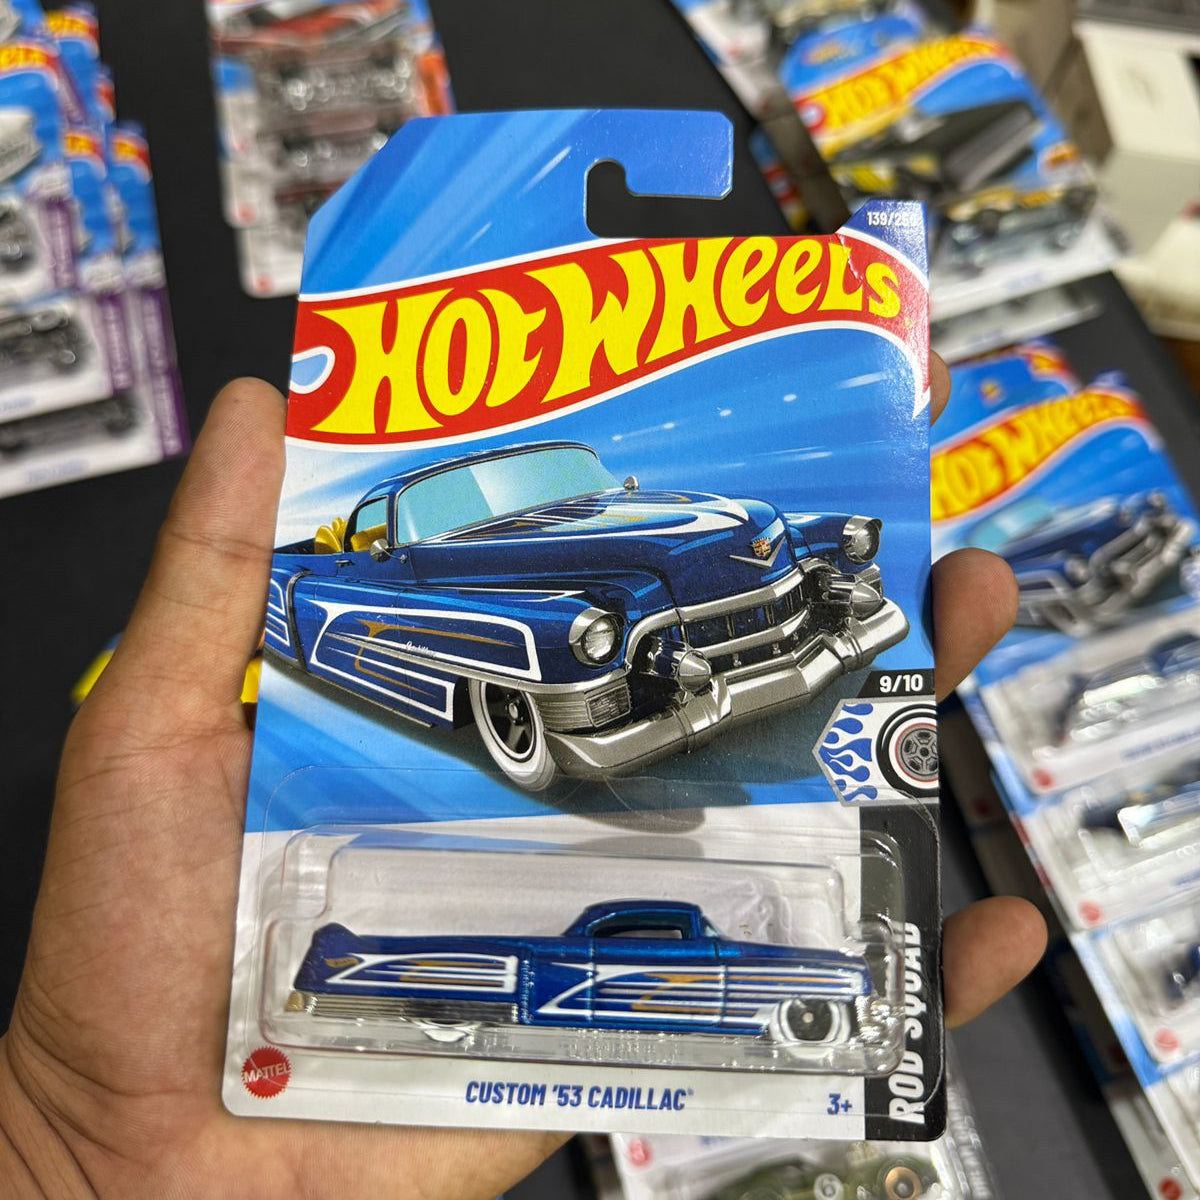 139/250
HOT WHEELS
9/10
ROD SQUAD
MATTEL
CUSTOM '53 CADILLAC
3+
HOT WHEELS
HOT WHEELS